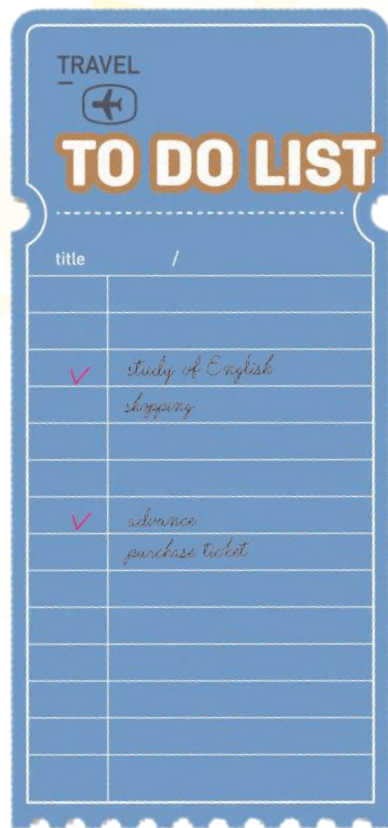 TRAVEL
TO DO LIST
title /
study of English
shopping
advance
purchase ticket